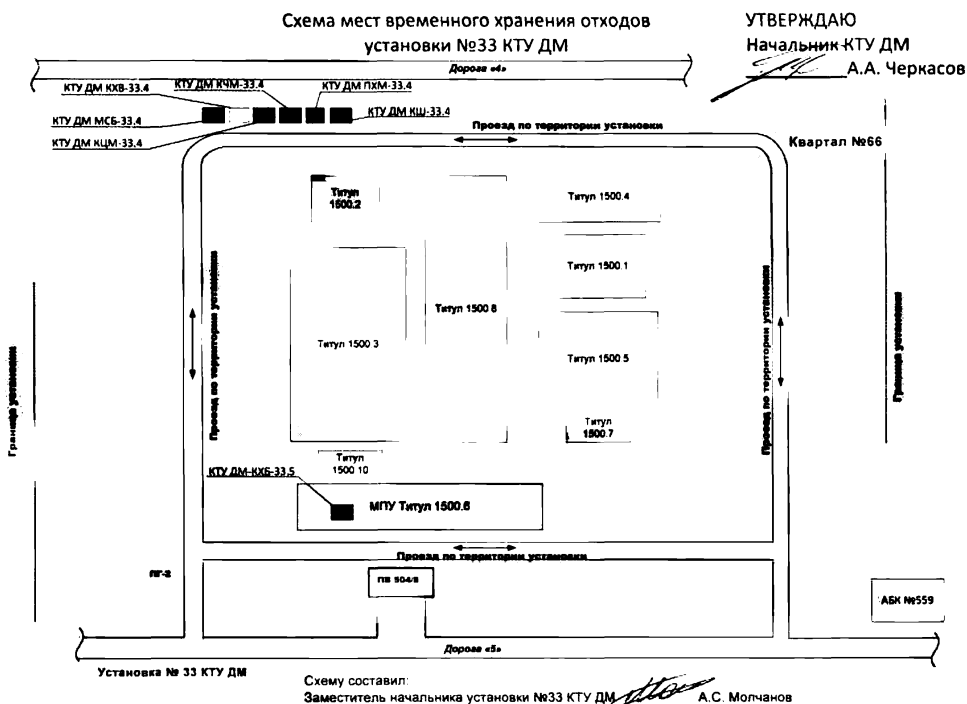 Схема мест временного хранения отходов
установки №33 КТУ ДМ
УТВЕРЖДАЮ
Начальник КТУ ДМ
А.А. Черкасов
Дорога «4»
КТУ ДМ КХВ-33.4
КТУ ДМ КЧМ-33.4
КТУ ДМ ПХМ-33.4
КТУ ДМ МСБ-33.4
КТУ ДМ КШ-33.4
КТУ ДМ КЦМ-33.4
Проезд по территории установки
Квартал №66
Титул
1500.2
Титул 1500.4
Титул 1500.1
Титул 1500 8
Титул 1500 3
Титул 1500.5
Титул
1500.7
Титул
1500 10
Проезд по территории установки
Проезд по территории установки
Граница установки
Граница установки
КТУ ДМ-КХБ-33.5
МПУ Титул 1500.6
Проезд по территории установки
ПГ-2
ПВ 504/8
АБК №559
Дорога «5»
Установка № 33 КТУ ДМ
Схему составил:
Заместитель начальника установки №33 КТУ ДМ
А.С. Молчанов